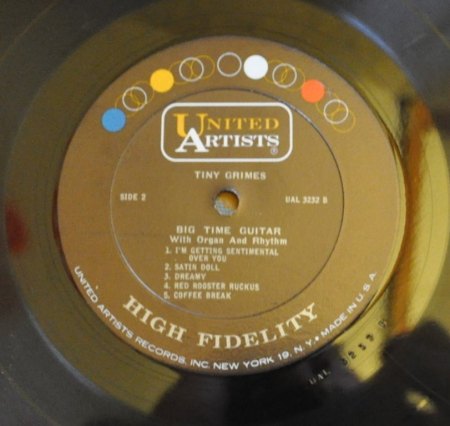 UNITED
ARTISTS®
TINY GRIMES
SIDE 2
UAL 3232 B
BIG TIME GUITAR
With Organ And Rhythm
1. I'M GETTING SENTIMENTAL
OVER YOU
2. SATIN DOLL
3. DREAMY
4. RED ROOSTER RUCKUS
5. COFFEE BREAK
HIGH FIDELITY
UNITED ARTISTS RECORDS, INC. NEW YORK 19, N.Y. • MADE IN U.S.A.